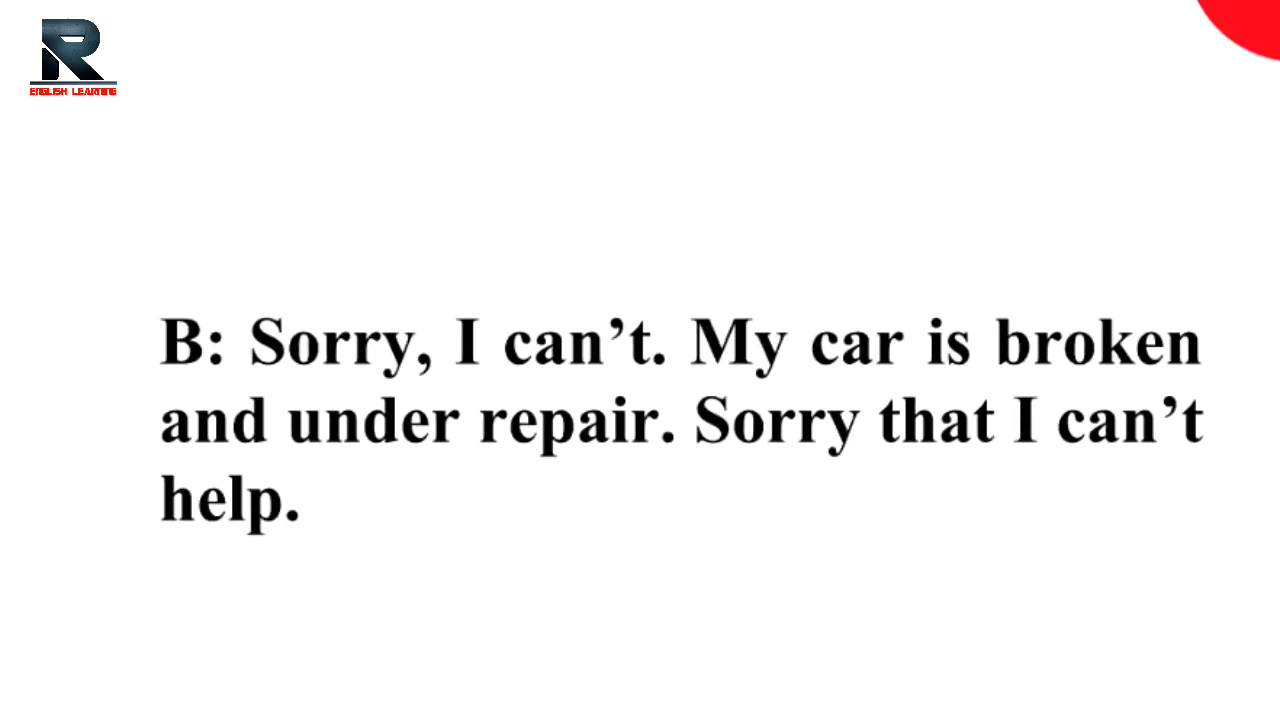 R
ENGLISH LEARNING
B: Sorry, I can’t. My car is broken
and under repair. Sorry that I can’t
help.